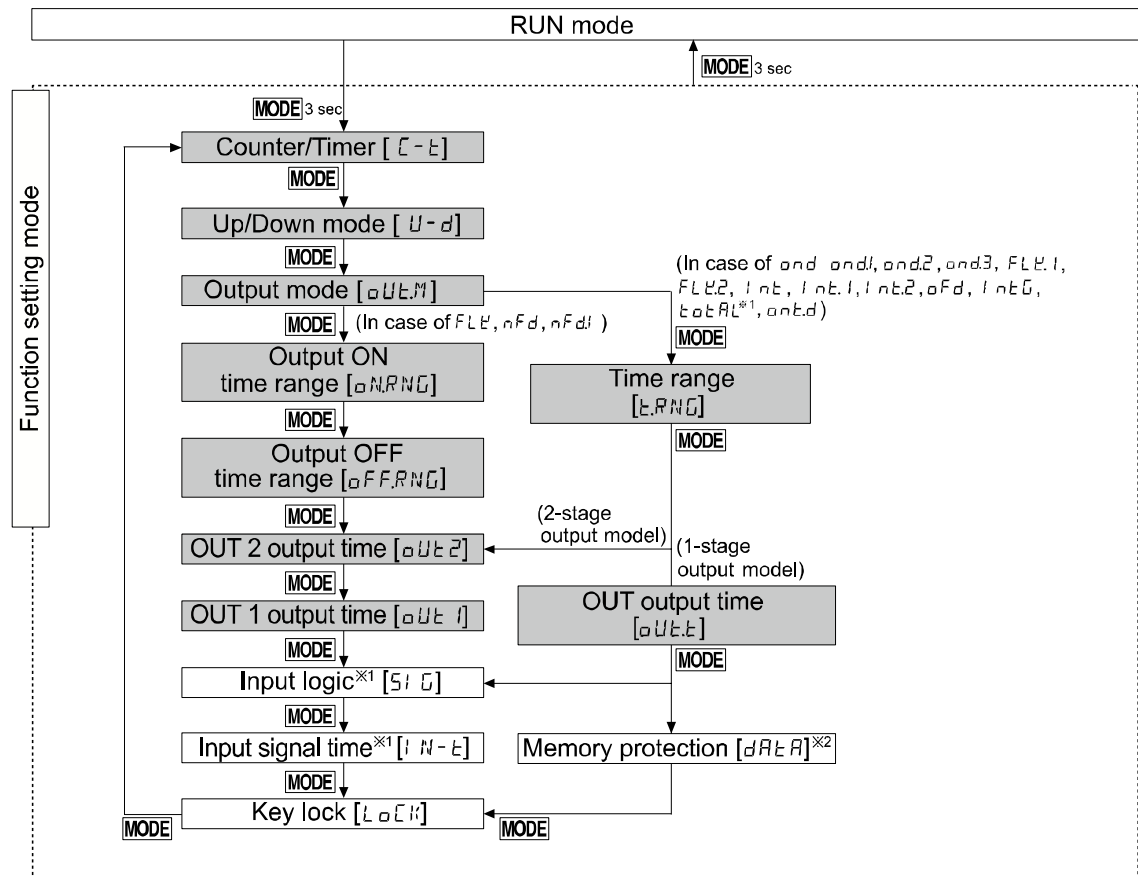 RUN mode
MODE 3 sec
MODE 3 sec
Function setting mode
Counter/Timer [C-t]
MODE
Up/Down mode [U-d]
MODE
Output mode [oUt.M]
(In case of FLK, nFd, nFd.1)
MODE
Output ON
time range [oN.RNG]
MODE
Output OFF
time range [oFF.RNG]
MODE
OUT 2 output time [oUt2]
MODE
OUT 1 output time [oUt1]
MODE
Input logic※1 [SIG]
MODE
Input signal time※1 [IN-t]
MODE
Key lock [LoCK]
MODE
(In case of ond ond.1, ond.2, ond.3, FLK.1,
FLK.2, Int, Int.1, Int.2, oFd, IntG,
totAL※1, ont.d)
MODE
Time range
[t.RNG]
MODE
(2-stage
output model)
(1-stage
output model)
OUT output time
[oUt.t]
MODE
Memory protection [dAtA]※2
MODE